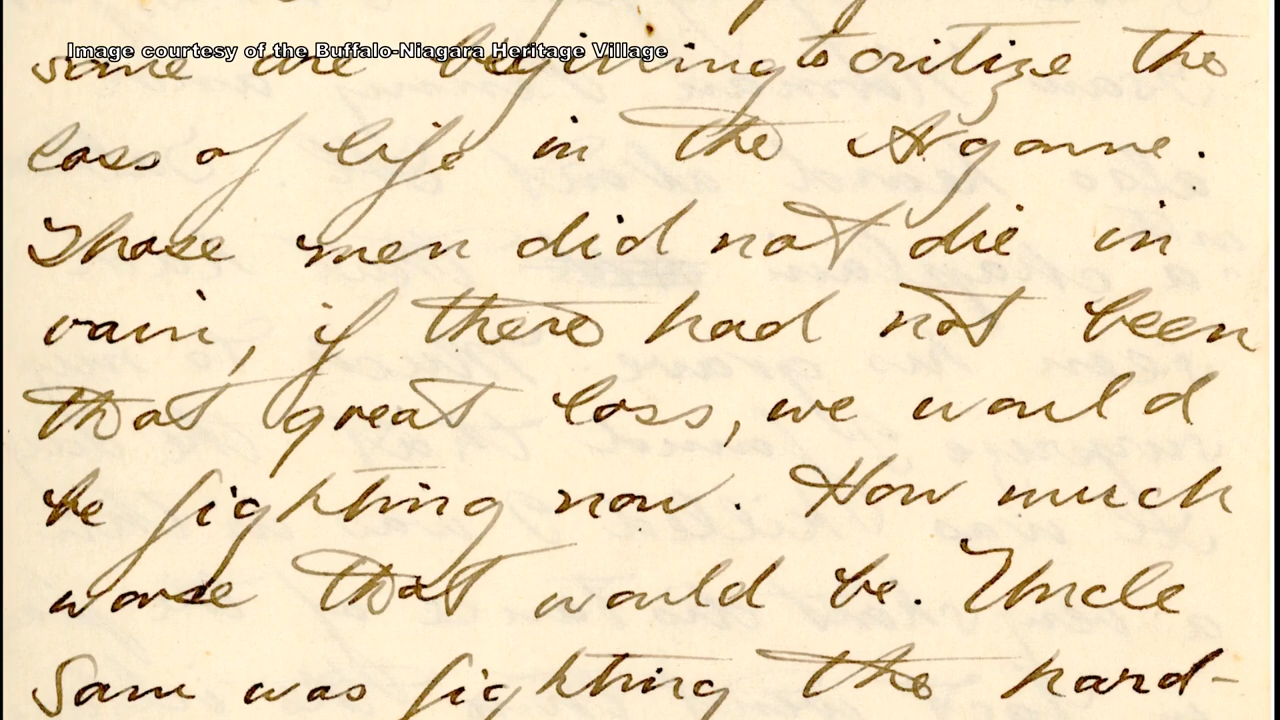 Image courtesy of the Buffalo-Niagara Heritage Village
some are beginning to critize the
loss of life in the Argonne.
Those men did not die in
vain, if there had not been
that great loss, we would
be fighting now. How much
worse that would be. Uncle
Sam was fighting the hard-